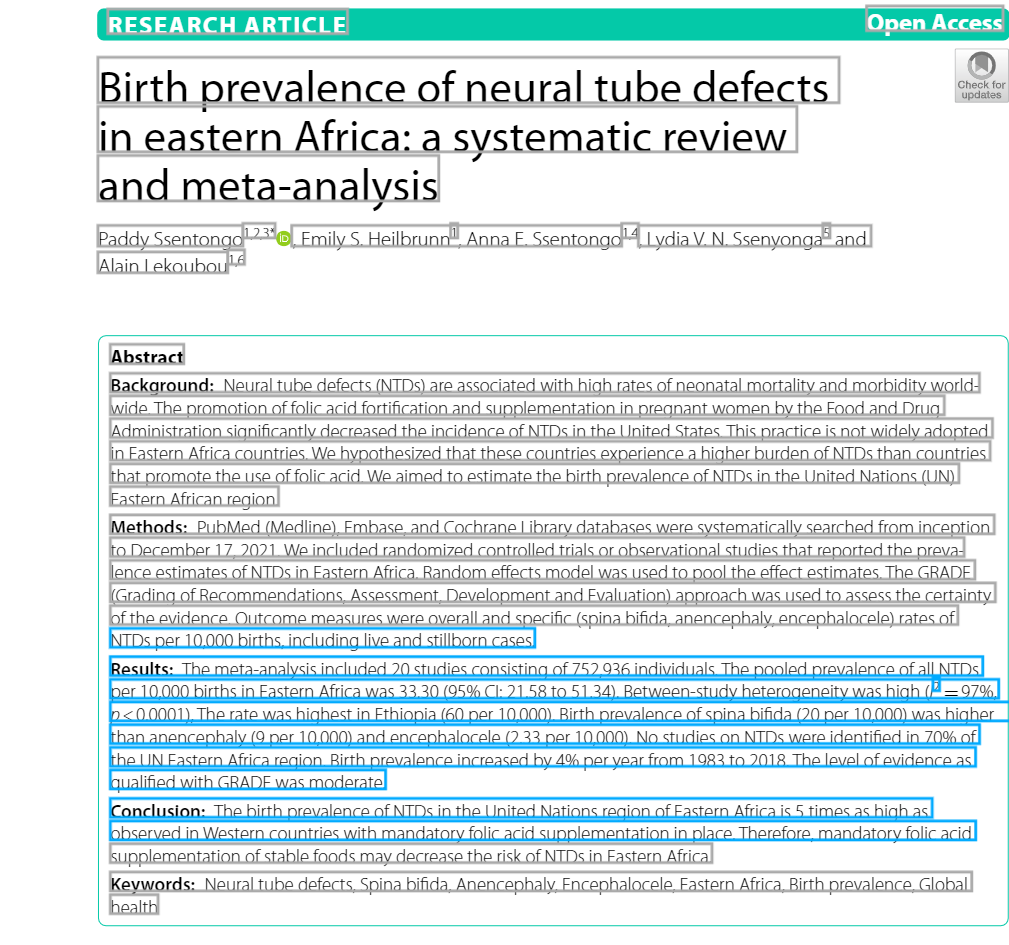 RESEARCH ARTICLE
Open Access
Check for
updates
Birth prevalence of neural tube defects
in eastern Africa: a systematic review
and meta-analysis
Paddy Ssentongo1,2,3* iD, Emily S. Heilbrunn1, Anna E. Ssentongo1,4, Lydia V. N. Ssenyonga5 and
Alain Lekoubou1,6
Abstract
Background: Neural tube defects (NTDs) are associated with high rates of neonatal mortality and morbidity world-
wide. The promotion of folic acid fortification and supplementation in pregnant women by the Food and Drug
Administration significantly decreased the incidence of NTDs in the United States. This practice is not widely adopted
in Eastern Africa countries. We hypothesized that these countries experience a higher burden of NTDs than countries
that promote the use of folic acid. We aimed to estimate the birth prevalence of NTDs in the United Nations (UN)
Eastern African region.
Methods: PubMed (Medline), Embase, and Cochrane Library databases were systematically searched from inception
to December 17, 2021. We included randomized controlled trials or observational studies that reported the preva-
lence estimates of NTDs in Eastern Africa. Random effects model was used to pool the effect estimates. The GRADE
(Grading of Recommendations, Assessment, Development and Evaluation) approach was used to assess the certainty
of the evidence. Outcome measures were overall and specific (spina bifida, anencephaly, encephalocele) rates of
NTDs per 10,000 births, including live and stillborn cases.
Results: The meta-analysis included 20 studies consisting of 752,936 individuals. The pooled prevalence of all NTDs
per 10,000 births in Eastern Africa was 33.30 (95% CI: 21.58 to 51.34). Between-study heterogeneity was high (I2 = 97%,
p < 0.0001), The rate was highest in Ethiopia (60 per 10,000). Birth prevalence of spina bifida (20 per 10,000) was higher
than anencephaly (9 per 10,000) and encephalocele (2.33 per 10,000). No studies on NTDs were identified in 70% of
the UN Eastern Africa region. Birth prevalence increased by 4% per year from 1983 to 2018. The level of evidence as
qualified with GRADE was moderate.
Conclusion: The birth prevalence of NTDs in the United Nations region of Eastern Africa is 5 times as high as
observed in Western countries with mandatory folic acid supplementation in place. Therefore, mandatory folic acid
supplementation of stable foods may decrease the risk of NTDs in Eastern Africa.
Keywords: Neural tube defects, Spina bifida, Anencephaly, Encephalocele, Eastern Africa, Birth prevalence, Global
health